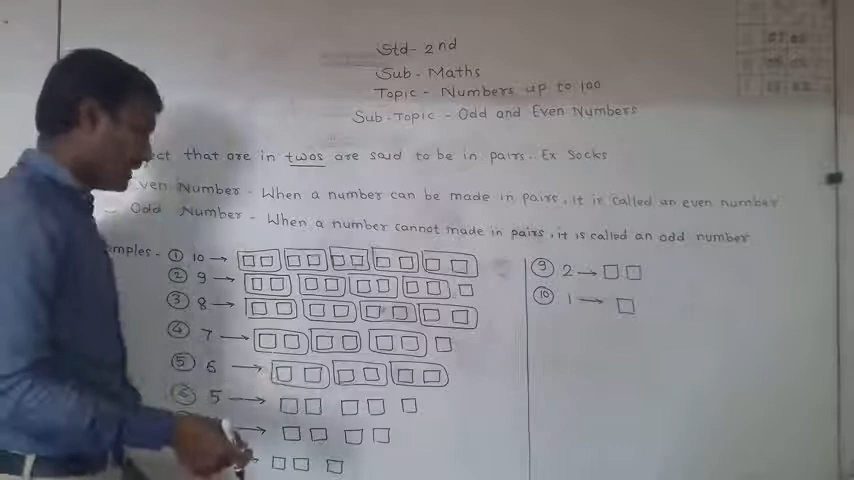 Std- 2nd
Sub- Maths
Topic - Numbers up to 100
Sub-Topic - Odd and Even Numbers
that are in twos are said to be in pairs. Ex Socks
Number - When a number can be made in pairs, it is called an even number
Odd Number - When a number cannot made in pairs, it is called an odd number
① 10 →
② 9 →
③ 8 →
④ 7 →
⑤ 6 →
5 →
→
⑨ 2 →
⑩ 1 →